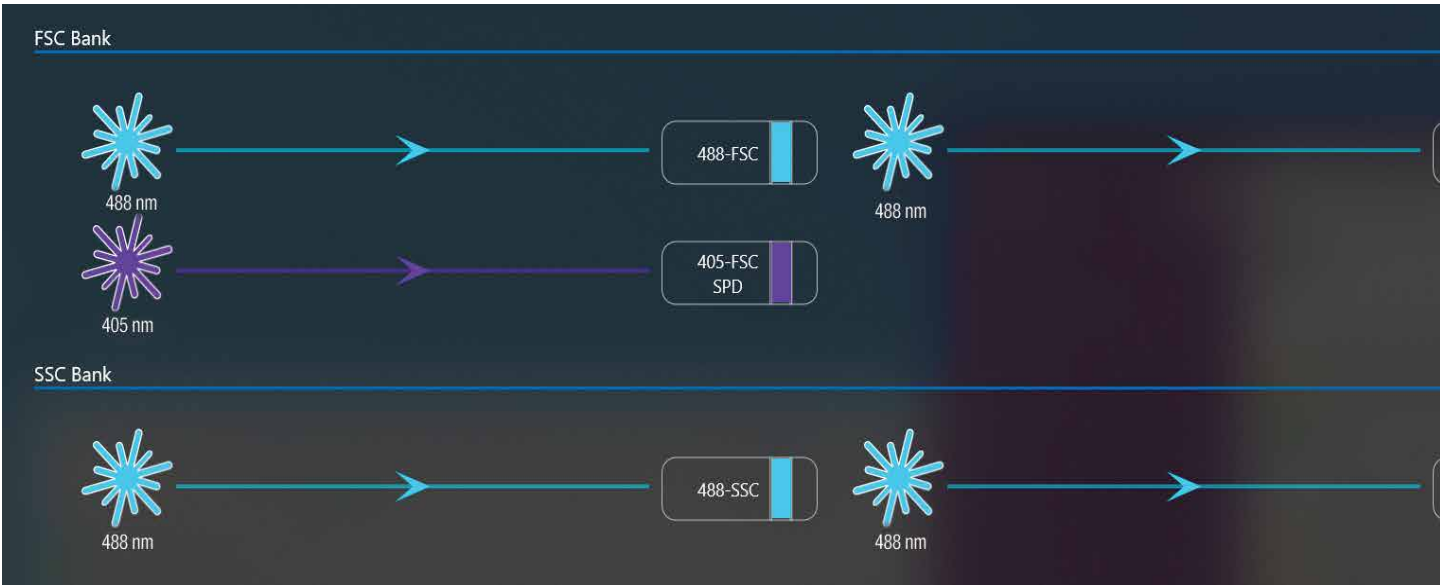 FSC Bank
488-FSC
488 nm
488 nm
405-FSC
SPD
405 nm
SSC Bank
488-SSC
488 nm
488 nm